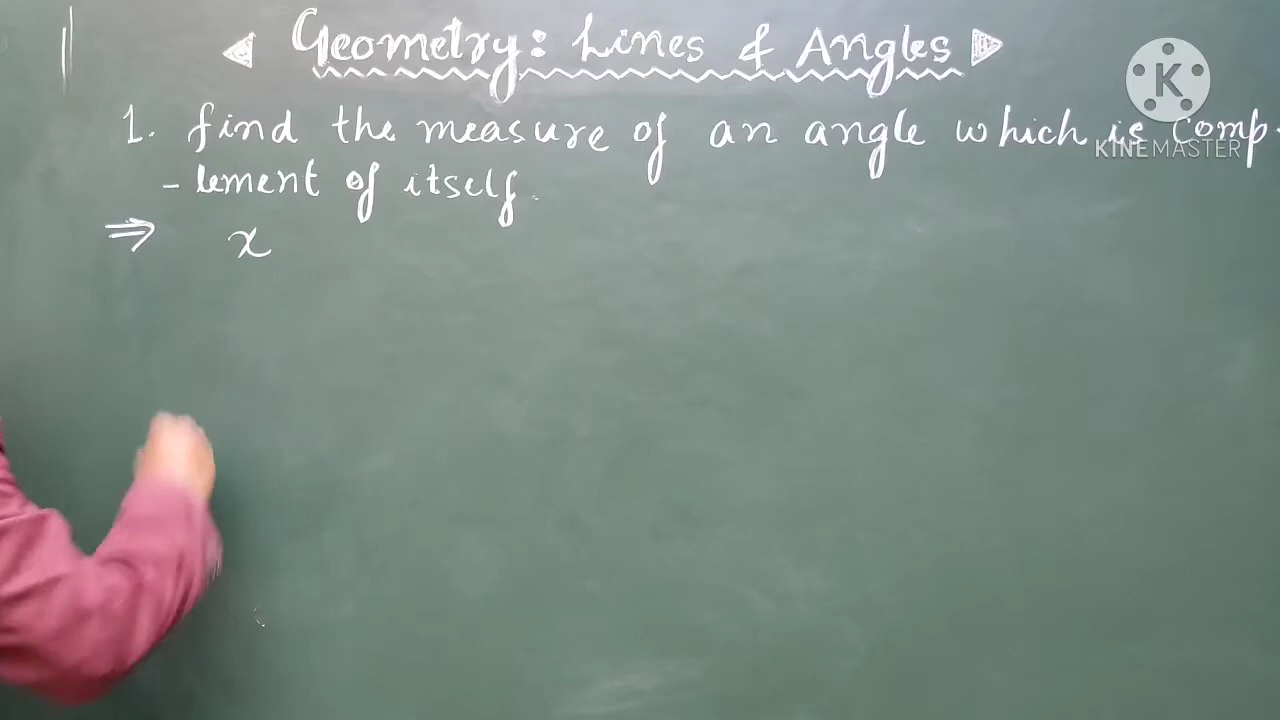 Geometry: Lines & Angles
1. find the measure of an angle which is comp-
- lement of itself.
⇒ x
K
KINEMASTER